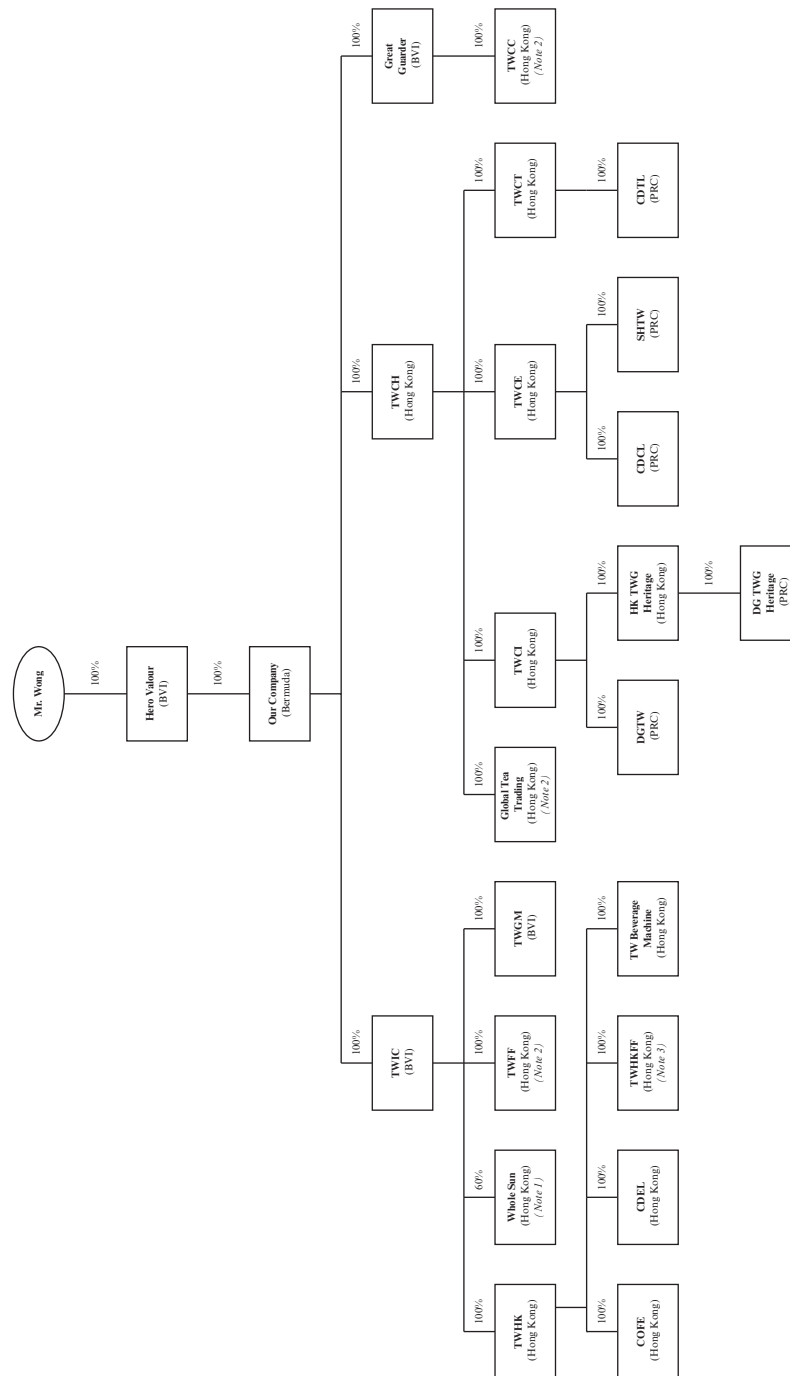 Mr. Wong
100%
Hero Valour
(BVI)
100%
Our Company
(Bermuda)
100%
100%
100%
TWIC
(BVI)
TWCH
(Hong Kong)
Great
Guarder
(BVI)
100%
60%
100%
100%
100%
100%
100%
100%
100%
TWHK
(Hong Kong)
Whole Sun
(Hong Kong)
(Note 1)
TWFF
(Hong Kong)
(Note 2)
TWGM
(BVI)
Global Tea
Trading
(Hong Kong)
(Note 2)
TWCI
(Hong Kong)
TWCE
(Hong Kong)
TWCT
(Hong Kong)
TWCC
(Hong Kong)
(Note 2)
100%
100%
100%
100%
100%
100%
100%
100%
100%
COFE
(Hong Kong)
CDEL
(Hong Kong)
TWHKFF
(Hong Kong)
(Note 3)
TW Beverage
Machine
(Hong Kong)
DGTW
(PRC)
HK TWG
Heritage
(Hong Kong)
CDCL
(PRC)
SHTW
(PRC)
CDTL
(PRC)
100%
DG TWG
Heritage
(PRC)